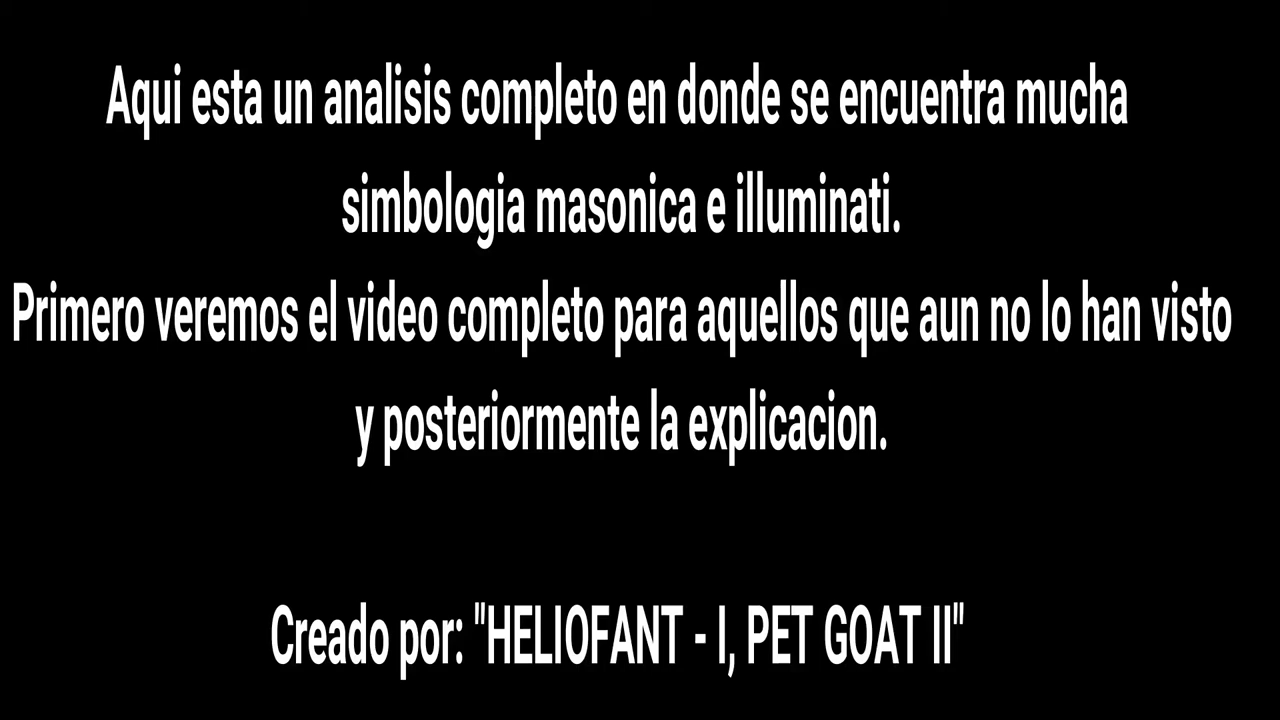 Aqui esta un analisis completo en donde se encuentra mucha
simbologia masonica e illuminati.
Primero veremos el video completo para aquellos que aun no lo han visto
y posteriormente la explicacion.
Creado por: "HELIOFANT - I, PET GOAT II"